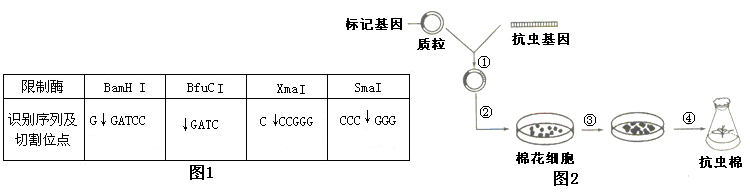 限制酶 BamH I BfuC I XmaI SmaI
识别序列及切割位点 G↓GATCC ↓GATC C↓CCGGG CCC↓GGG
图1
标记基因
质粒
抗虫基因
①
②
棉花细胞
③
④
抗虫棉
图2